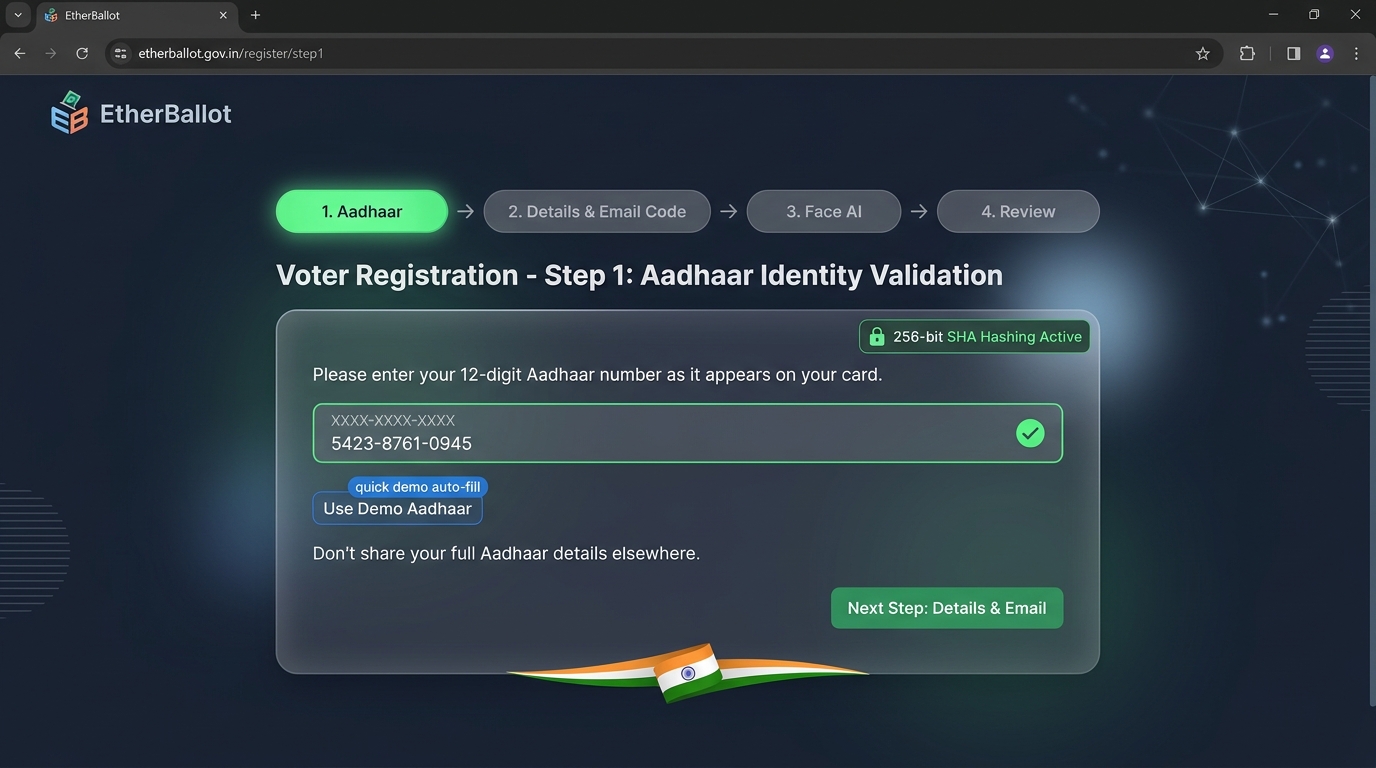 EtherBallot
etherballot.gov.in/register/step1
EtherBallot
1. Aadhaar → 2. Details & Email Code → 3. Face AI → 4. Review
Voter Registration - Step 1: Aadhaar Identity Validation
256-bit SHA Hashing Active
Please enter your 12-digit Aadhaar number as it appears on your card.
XXXX-XXXX-XXXX
5423-8761-0945
quick demo auto-fill
Use Demo Aadhaar
Don't share your full Aadhaar details elsewhere.
Next Step: Details & Email